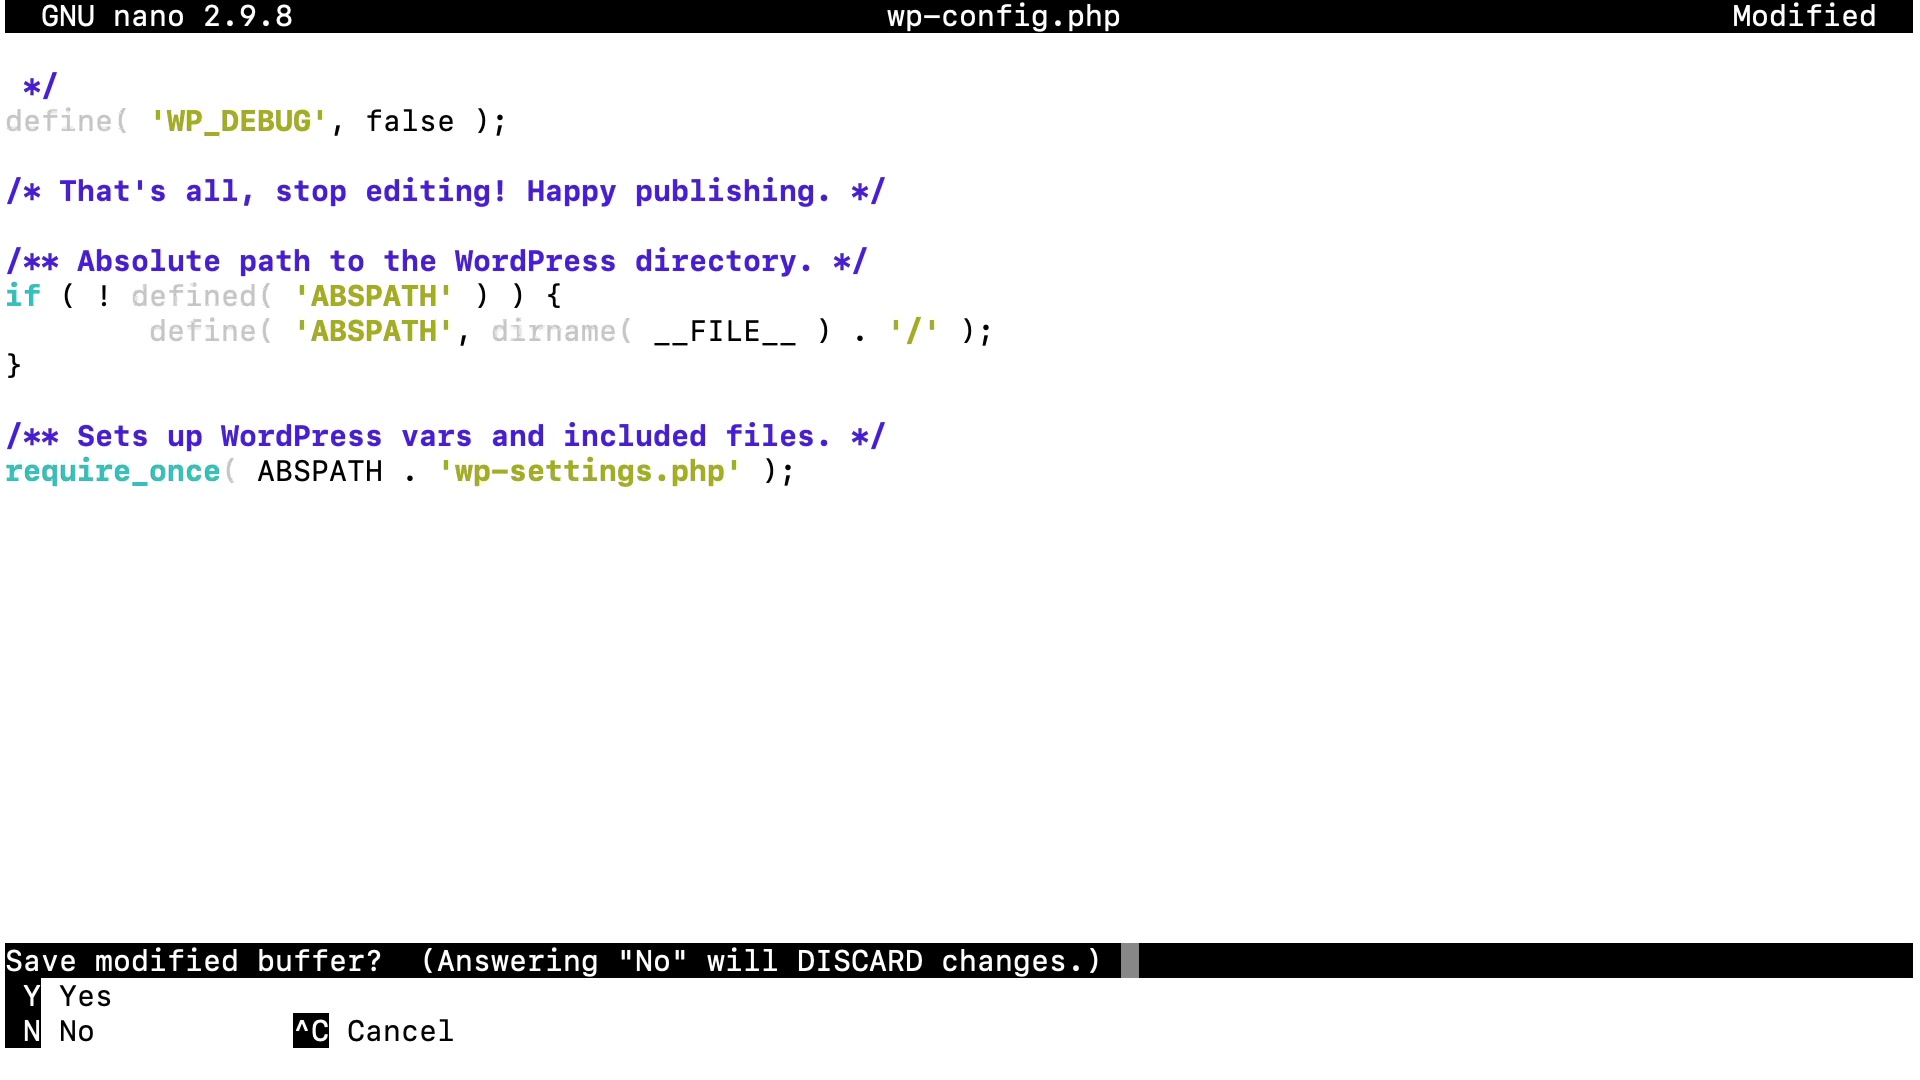 GNU nano 2.9.8 wp-config.php Modified
*/
define( 'WP_DEBUG', false );
/* That's all, stop editing! Happy publishing. */
/** Absolute path to the WordPress directory. */
if ( ! defined( 'ABSPATH' ) ) {
define( 'ABSPATH', dirname( __FILE__ ) . '/' );
}
/** Sets up WordPress vars and included files. */
require_once( ABSPATH . 'wp-settings.php' );
Save modified buffer?  (Answering "No" will DISCARD changes.)
Y Yes
N No ^C Cancel